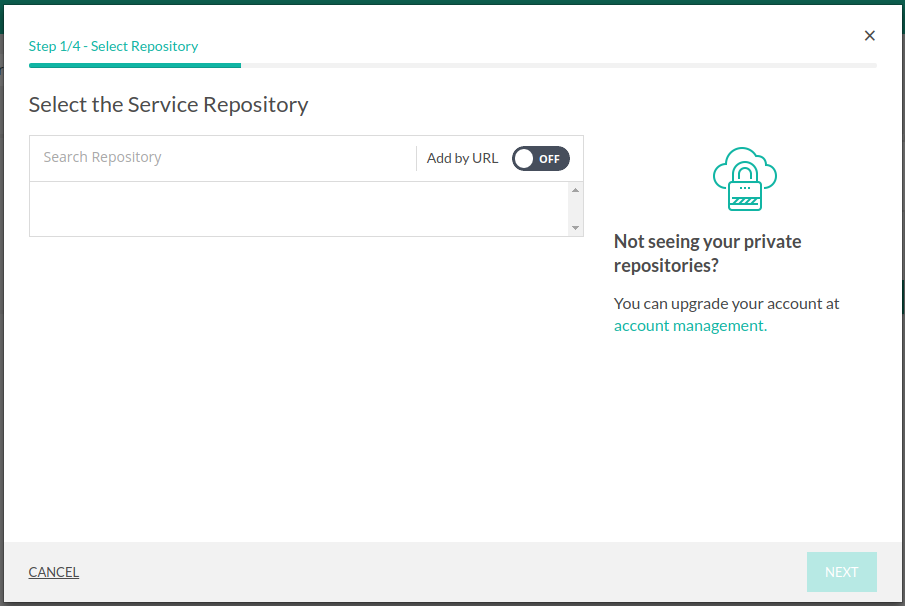 Step 1/4 - Select Repository
×
Select the Service Repository
Search Repository
Add by URL
OFF
Not seeing your private
repositories?
You can upgrade your account at
account management.
CANCEL
NEXT